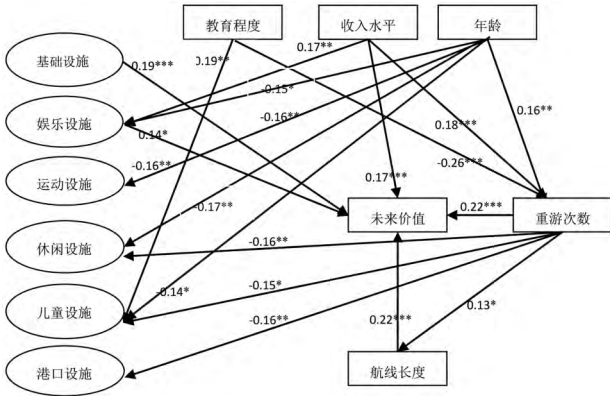 教育程度
收入水平
年龄
基础设施
0.19***
0.19**
0.17**
娱乐设施
-0.15*
0.14*
-0.16**
0.18***
0.16**
运动设施
-0.16**
0.17***
-0.26***
-0.17**
未来价值
0.22***
重游次数
休闲设施
-0.16**
-0.15*
-0.14*
0.13*
儿童设施
-0.16**
0.22***
港口设施
航线长度